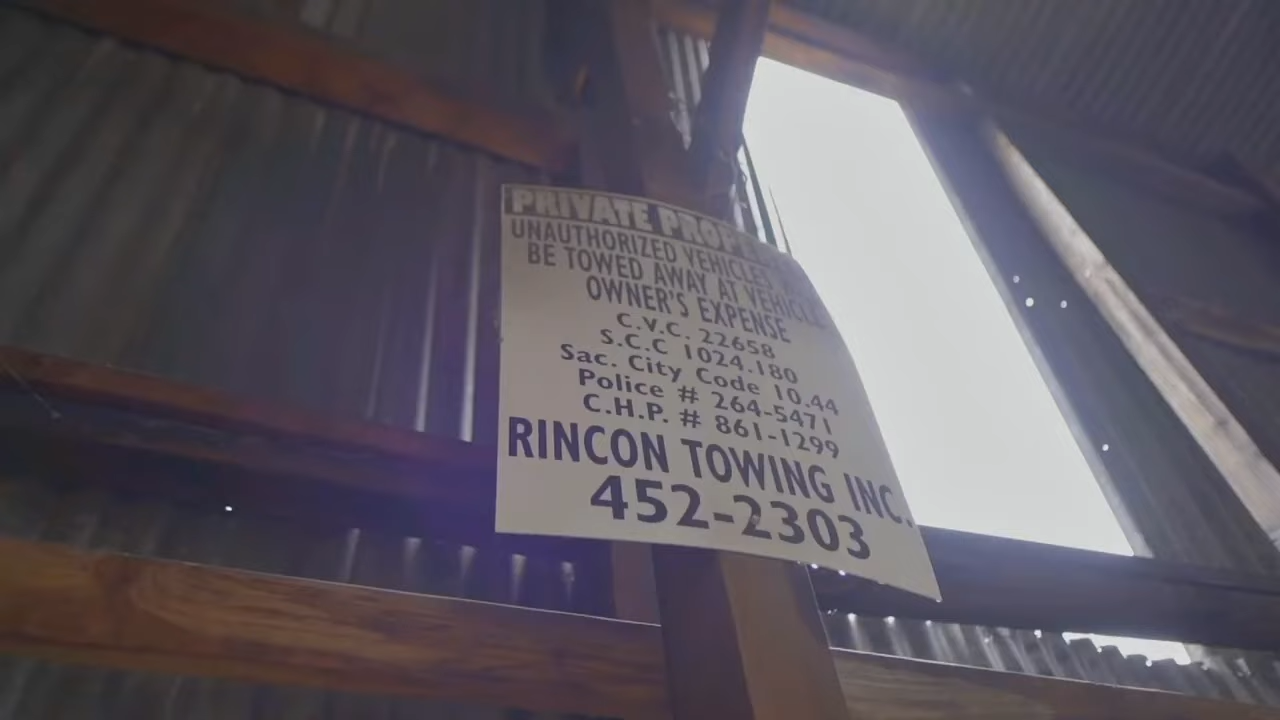 PRIVATE PROPERTY
UNAUTHORIZED VEHICLES
BE TOWED AWAY AT VEHICLE
OWNER'S EXPENSE
C.V.C. 22658
S.C.C 1024.180
Sac. City Code 10.44
Police # 264-5471
C.H.P. # 861-1299
RINCON TOWING INC.
452-2303